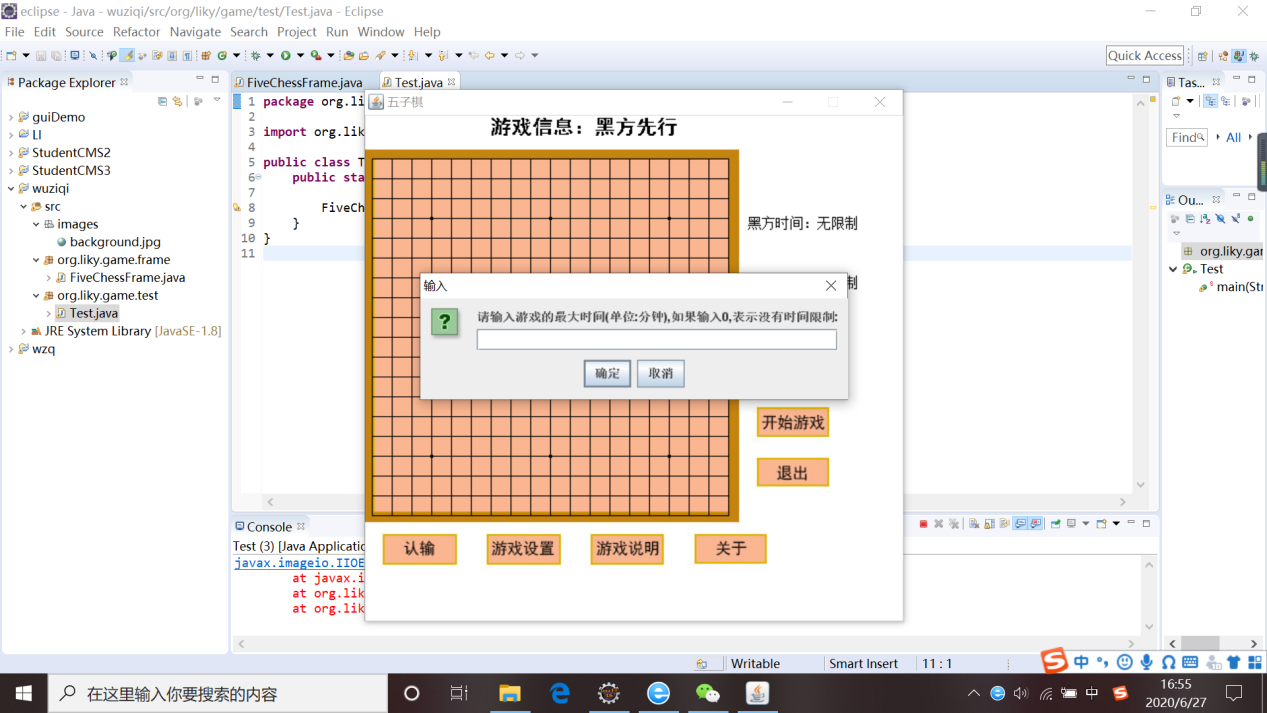 eclipse - Java - wuziqi/src/org/liky/game/test/Test.java - Eclipse
File Edit Source Refactor Navigate Search Project Run Window Help
Quick Access
Package Explorer
guiDemo
LI
StudentCMS2
StudentCMS3
wuziqi
src
images
background.jpg
org.liky.game.frame
FiveChessFrame.java
org.liky.game.test
Test.java
JRE System Library [JavaSE-1.8]
wzq
FiveChessFrame.java Test.java
1 package org.li
2
3 import org.lik
4
5 public class T
6 public sta
7
8 FiveCh
9 }
10 }
11
五子棋
游戏信息：黑方先行
黑方时间：无限制
制
输入
请输入游戏的最大时间(单位:分钟),如果输入0,表示没有时间限制:
确定 取消
开始游戏
退出
认输 游戏设置 游戏说明 关于
Tas...
Find All
Ou...
org.liky.gar
Test
main(Str
Console
Test (3) [Java Applicatio
javax.imageio.IIOE
at javax.i
at org.lik
at org.lik
Writable Smart Insert 11 : 1
中
在这里输入你要搜索的内容
中
16:55
2020/6/27